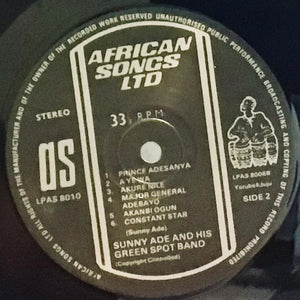 ALL RIGHTS OF THE MANUFACTURER AND OF THE OWNER OF THE RECORDED WORK RESERVED UNAUTHORISED PUBLIC PERFORMANCE BROADCASTING AND COPYING OF THIS RECORD PROHIBITED
AFRICAN SONGS LTD
AFRICAN
SONGS
LTD
STEREO
33⅓ RPM
as
LPAS 8010
1 PRINCE ADESANYA
2
3 AKURE NILE
4 MAJOR GENERAL
ADEBAYO
5 AKANBI OGUN
6 CONSTANT STAR
(Sunny Ade)
SUNNY ADE AND HIS
GREEN SPOT BAND
(Copyright Controlled)
LPAS 8008B
Yoruba/Juju
SIDE 2